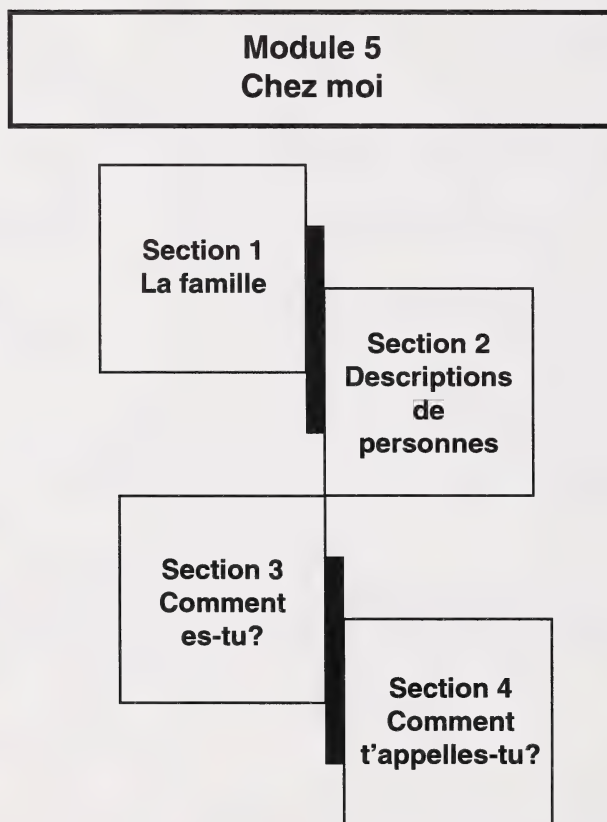 Module 5
Chez moi
Section 1
La famille
Section 2
Descriptions
de
personnes
Section 3
Comment
es-tu?
Section 4
Comment
t'appelles-tu?